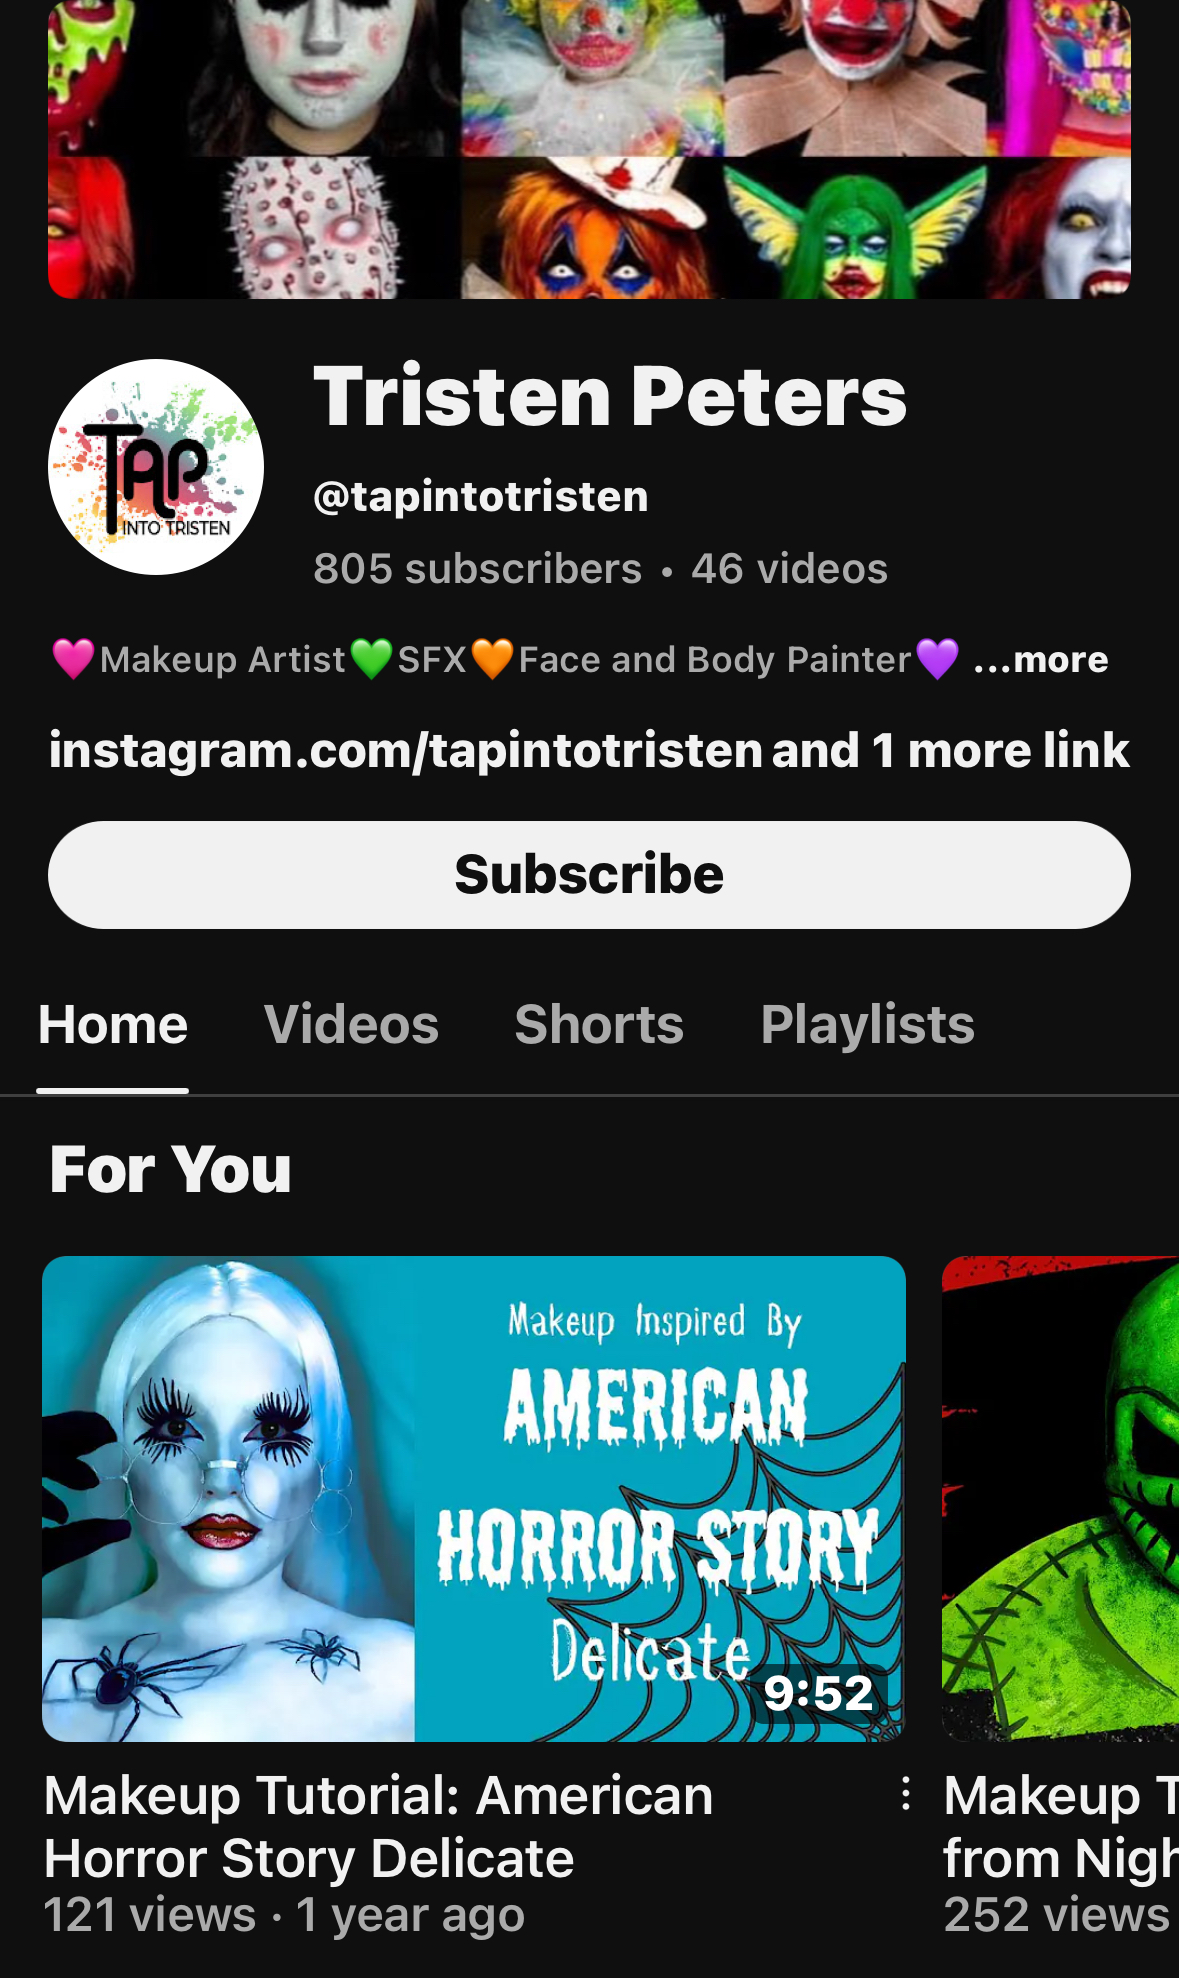 TAP
INTO TRISTEN
Tristen Peters
@tapintotristen
805 subscribers • 46 videos
🩷Makeup Artist💚SFX🧡Face and Body Painter💜 ...more
instagram.com/tapintotristen and 1 more link
Subscribe
Home Videos Shorts Playlists
For You
Makeup Inspired By
AMERICAN
HORROR STORY
Delicate
9:52
Makeup Tutorial: American
Horror Story Delicate
121 views · 1 year ago
Makeup T
from Nigh
252 views